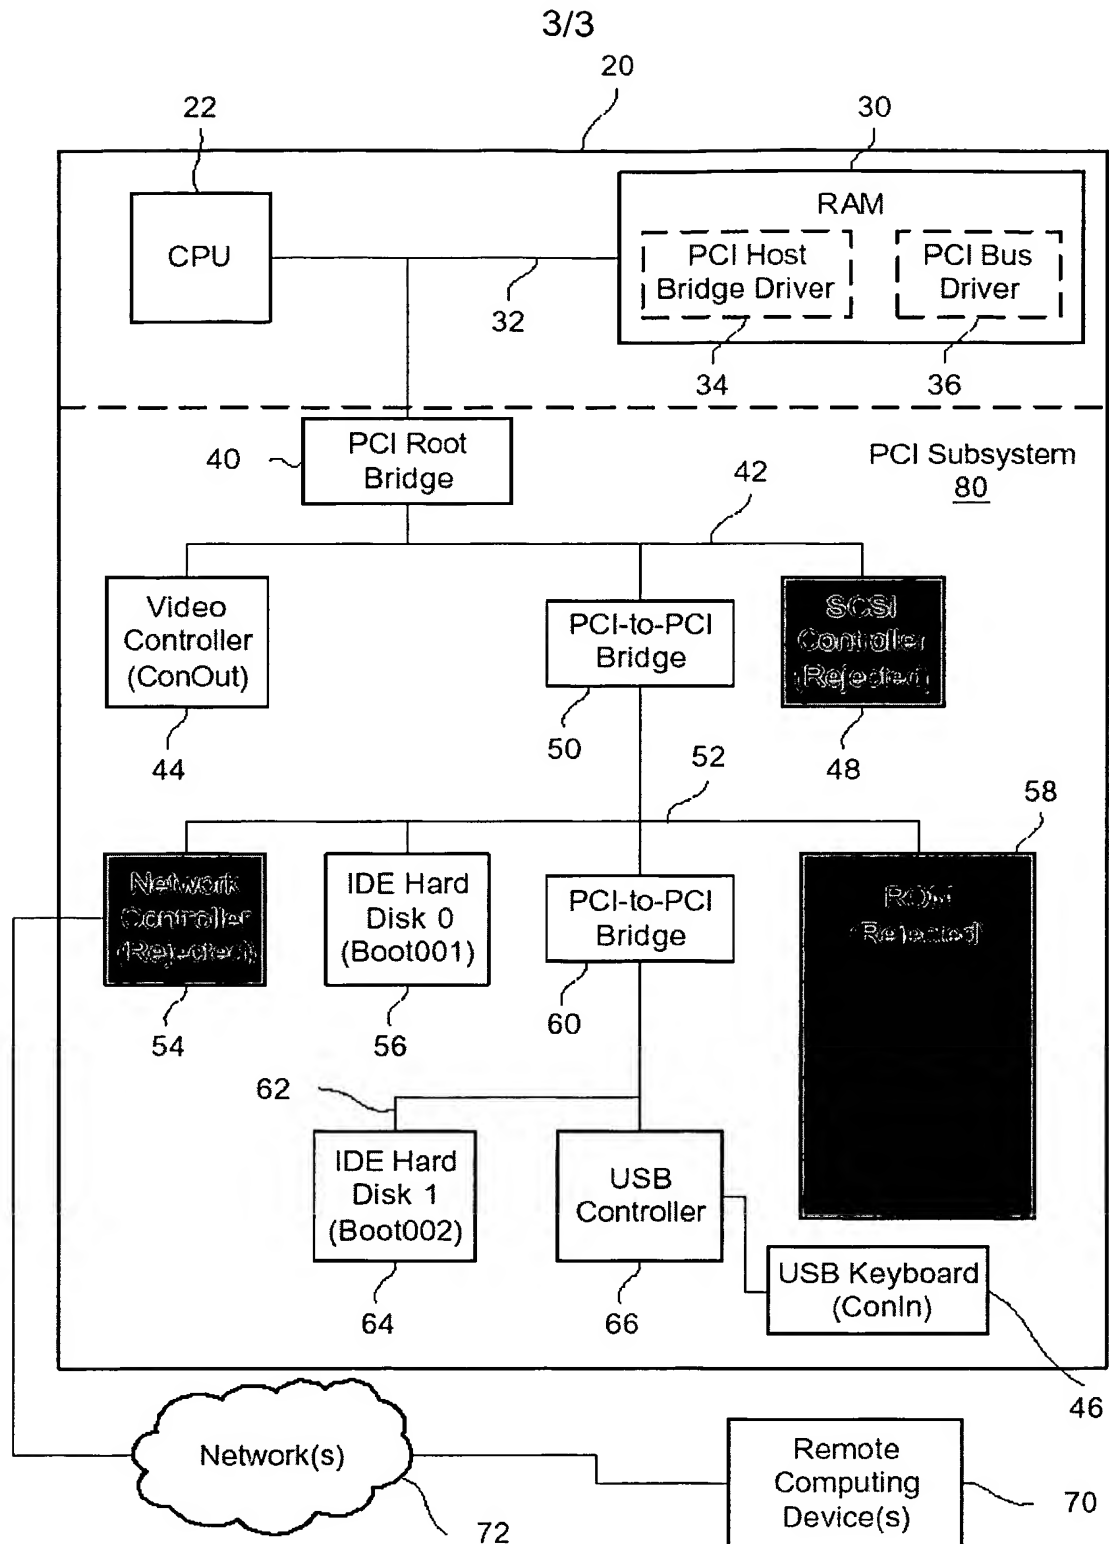 3/3
20
22
30
CPU
RAM
PCI Host
Bridge Driver
PCI Bus
Driver
32
34
36
40
PCI Root
Bridge
PCI Subsystem
80
42
Video
Controller
(ConOut)
PCI-to-PCI
Bridge
SCSI
Controller
(Rejected)
44
50
48
52
58
Network
Controller
(Rejected)
IDE Hard
Disk 0
(Boot001)
PCI-to-PCI
Bridge
ROM
(Rejected)
54
56
60
62
IDE Hard
Disk 1
(Boot002)
USB
Controller
USB Keyboard
(ConIn)
64
66
46
Network(s)
Remote
Computing
Device(s)
70
72